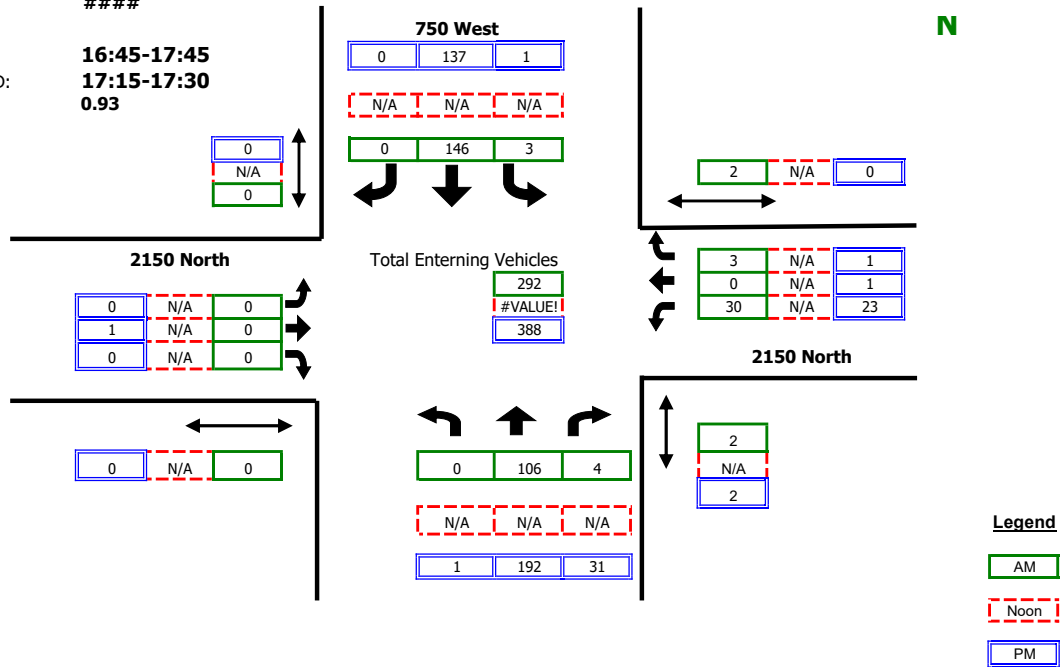 ####
N
750 West
0 137 1
16:45-17:45
D: 17:15-17:30
0.93
N/A N/A N/A
0 146 3
0
N/A
0
2 N/A 0
2150 North
Total Enterning Vehicles
292
#VALUE!
388
3 N/A 1
0 N/A 1
30 N/A 23
0 N/A 0
1 N/A 0
0 N/A 0
2150 North
0 N/A 0
0 106 4
N/A N/A N/A
1 192 31
2
N/A
2
Legend
AM
Noon
PM